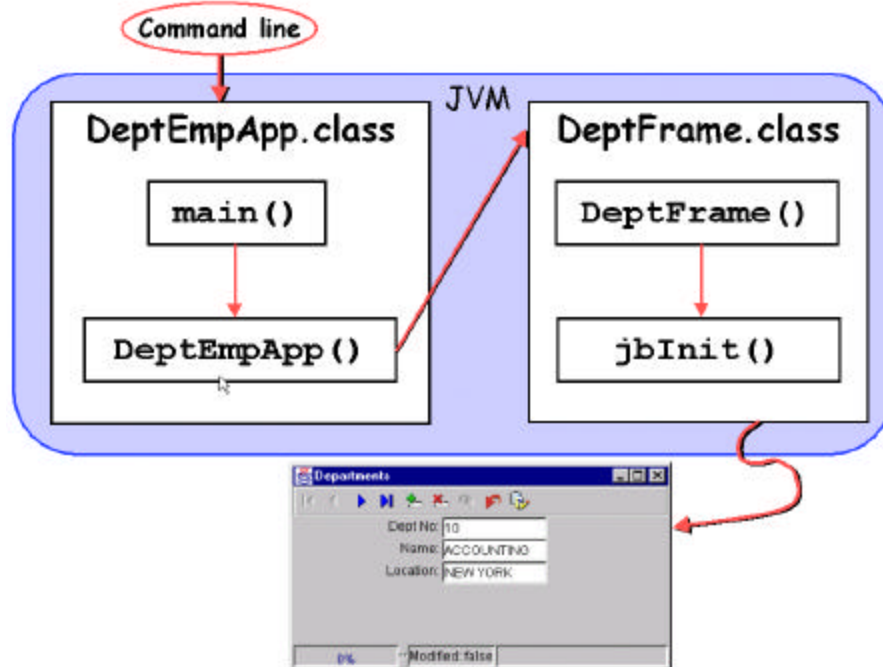 Command line
JVM
DeptEmpApp.class
main()
DeptEmpApp()
DeptFrame.class
DeptFrame()
jbInit()
Departments
Dept No: 10
Name: ACCOUNTING
Location: NEW YORK
0%
Modified: false